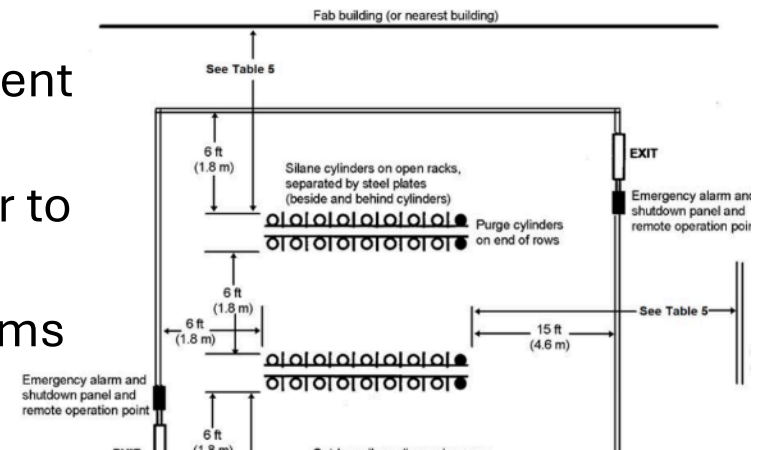 Fab building (or nearest building)
ent
See Table 5
6 ft
(1.8 m)
EXIT
Silane cylinders on open racks,
separated by steel plates
(beside and behind cylinders)
r to
Emergency alarm and
shutdown panel and
remote operation
Purge cylinders
on end of rows
6 ft
(1.8 m)
6 ft
(1.8 m)
See Table 5
15 ft
(4.6 m)
ms
Emergency alarm and
shutdown panel and
remote operation point
6 ft